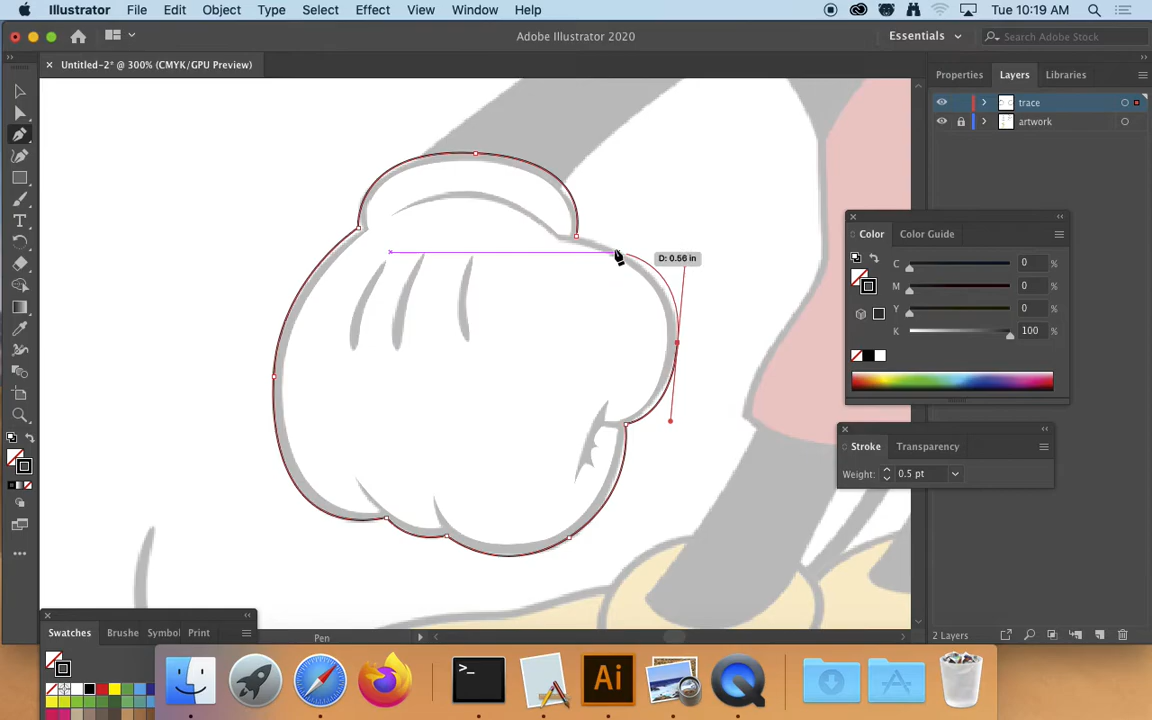 Illustrator File Edit Object Type Select Effect View Window Help Tue 10:19 AM
Adobe Illustrator 2020 Essentials Search Adobe Stock
Untitled-2* @ 300% (CMYK/GPU Preview)
Properties Layers Libraries
trace
artwork
Color Color Guide
D: 0.56 in
C 0 %
M 0 %
Y 0 %
K 100 %
Stroke Transparency
Weight: 0.5 pt
Swatches Brushe Symbol Print
Pen
2 Layers
>_
Ai